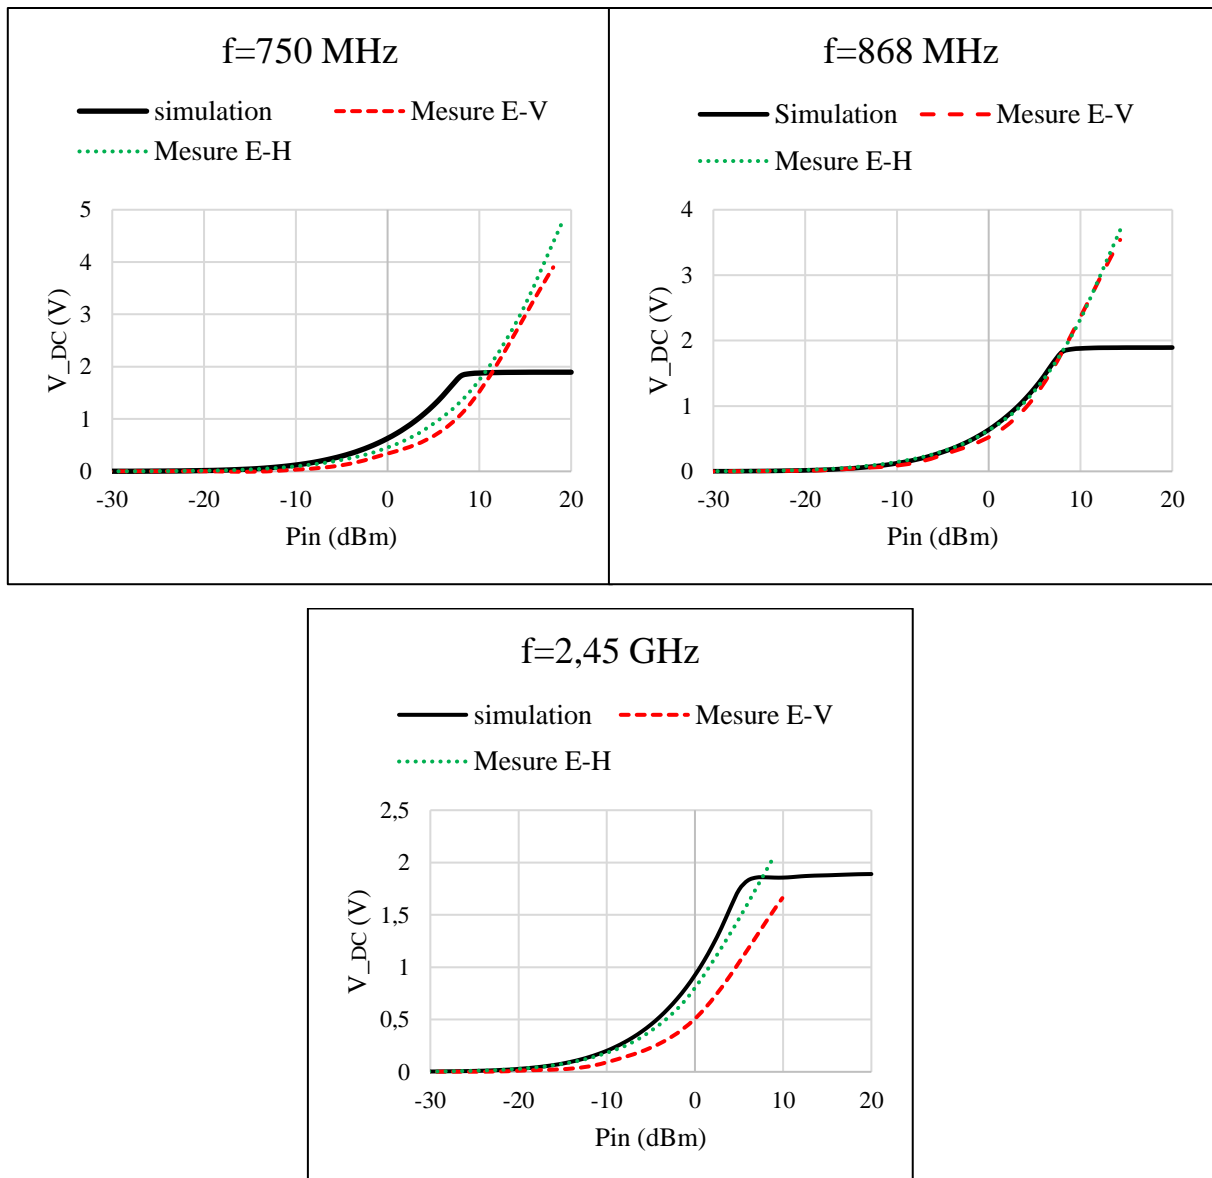 f=750 MHz
simulation Mesure E-V
Mesure E-H
5
4
3
2
1
0
V_DC (V)
-30 -20 -10 0 10 20
Pin (dBm)
f=868 MHz
Simulation Mesure E-V
Mesure E-H
4
3
2
1
0
V_DC (V)
-30 -20 -10 0 10 20
Pin (dBm)
f=2,45 GHz
simulation Mesure E-V
Mesure E-H
2,5
2
1,5
1
0,5
0
V_DC (V)
-30 -20 -10 0 10 20
Pin (dBm)